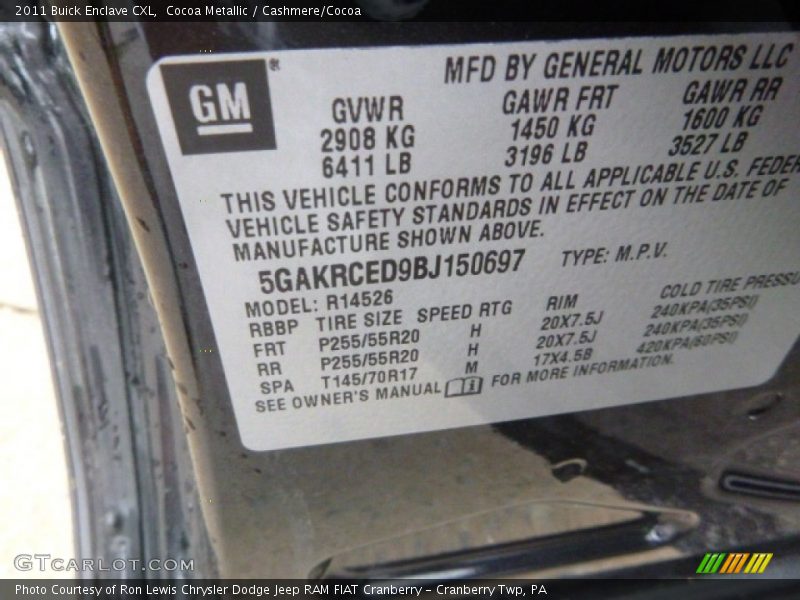 2011 Buick Enclave CXL, Cocoa Metallic / Cashmere/Cocoa
MFD BY GENERAL MOTORS LLC
GM ®
GVWR GAWR FRT GAWR RR
2908 KG 1450 KG 1600 KG
6411 LB 3196 LB 3527 LB
THIS VEHICLE CONFORMS TO ALL APPLICABLE U.S. FEDER
VEHICLE SAFETY STANDARDS IN EFFECT ON THE DATE OF
MANUFACTURE SHOWN ABOVE.
5GAKRCED9BJ150697 TYPE: M.P.V.
MODEL: R14526
RBBP TIRE SIZE SPEED RTG RIM COLD TIRE PRESSU
FRT P255/55R20 H 20X7.5J 240KPA(35PSI)
RR P255/55R20 H 20X7.5J 240KPA(35PSI)
SPA T145/70R17 M 17X4.5B 420KPA(60PSI)
SEE OWNER'S MANUAL i FOR MORE INFORMATION.
GTCarLot.com
Photo Courtesy of Ron Lewis Chrysler Dodge Jeep RAM FIAT Cranberry – Cranberry Twp, PA